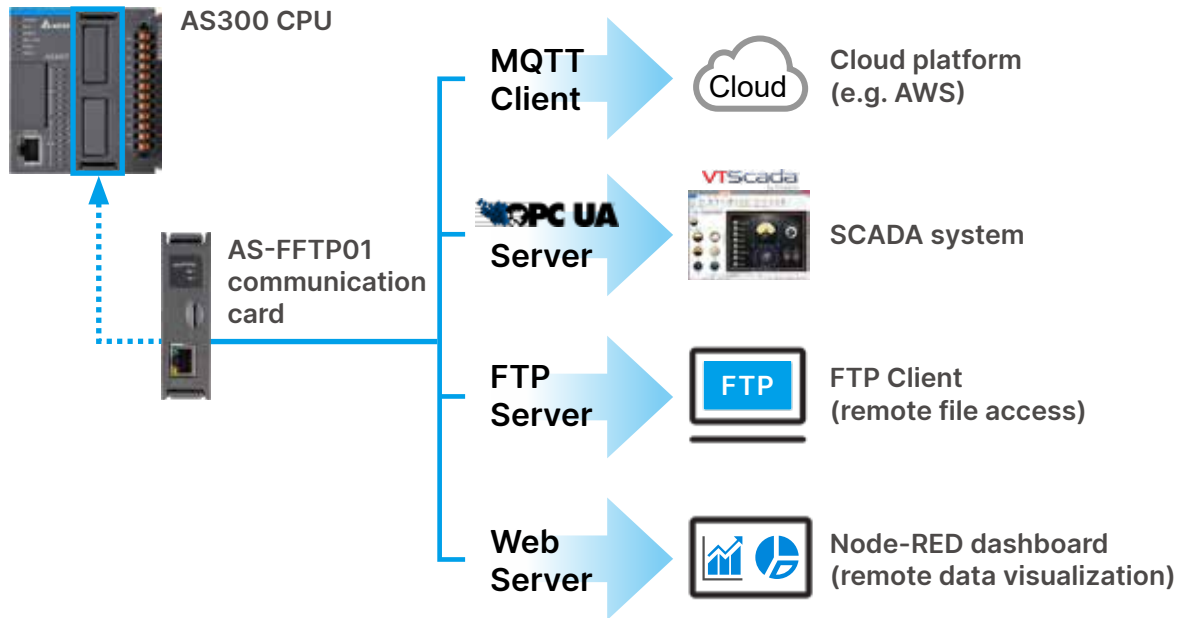 AS300 CPU
MQTT
Client
Cloud
Cloud platform
(e.g. AWS)
AS-FFTP01
communication
card
OPC UA
Server
VTScada
SCADA system
FTP
Server
FTP
FTP Client
(remote file access)
Web
Server
Node-RED dashboard
(remote data visualization)